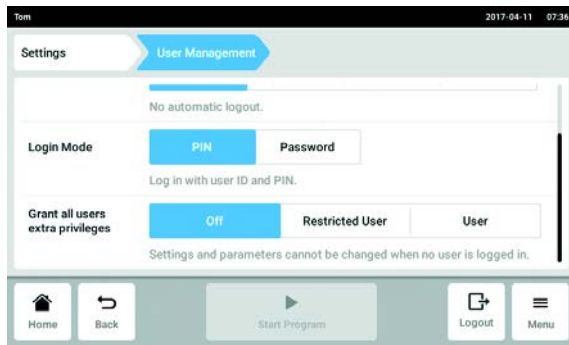 Tom 2017-04-11 07:36
Settings User Management
No automatic logout.
Login Mode PIN Password
Log in with user ID and PIN.
Grant all users extra privileges Off Restricted User User
Settings and parameters cannot be changed when no user is logged in.
Home Back Start Program Logout Menu